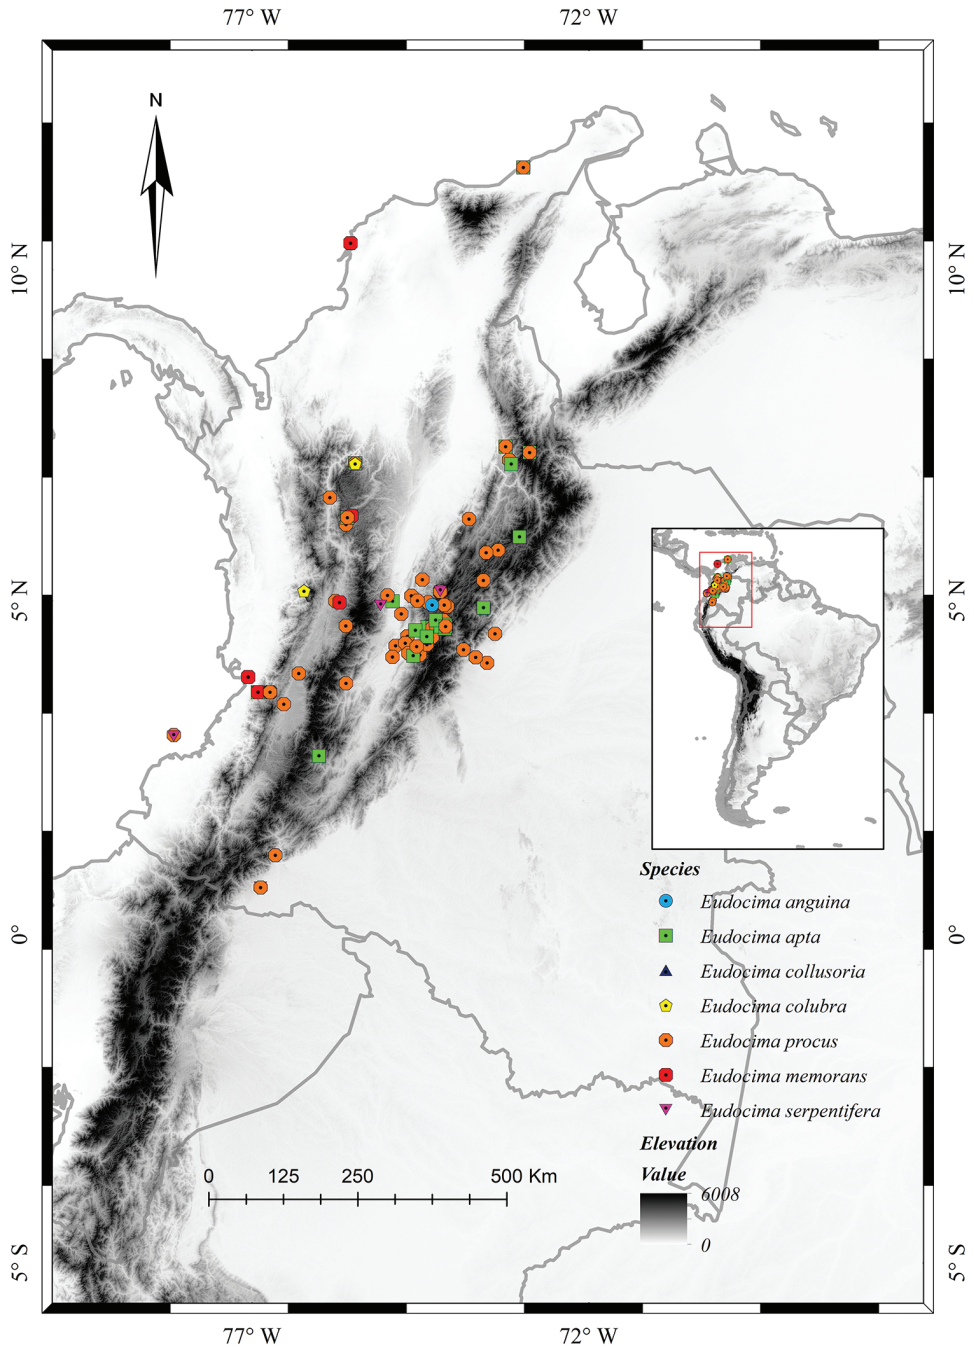 77° W 72° W
N
10° N 10° N
5° N 5° N
Species
Eudocima anguina
Eudocima apta
0° 0°
Eudocima collusoria
Eudocima colubra
Eudocima procus
Eudocima memorans
Eudocima serpentifera
Elevation
Value
0 125 250 500 Km
6008
0
5° S 5° S
77° W 72° W